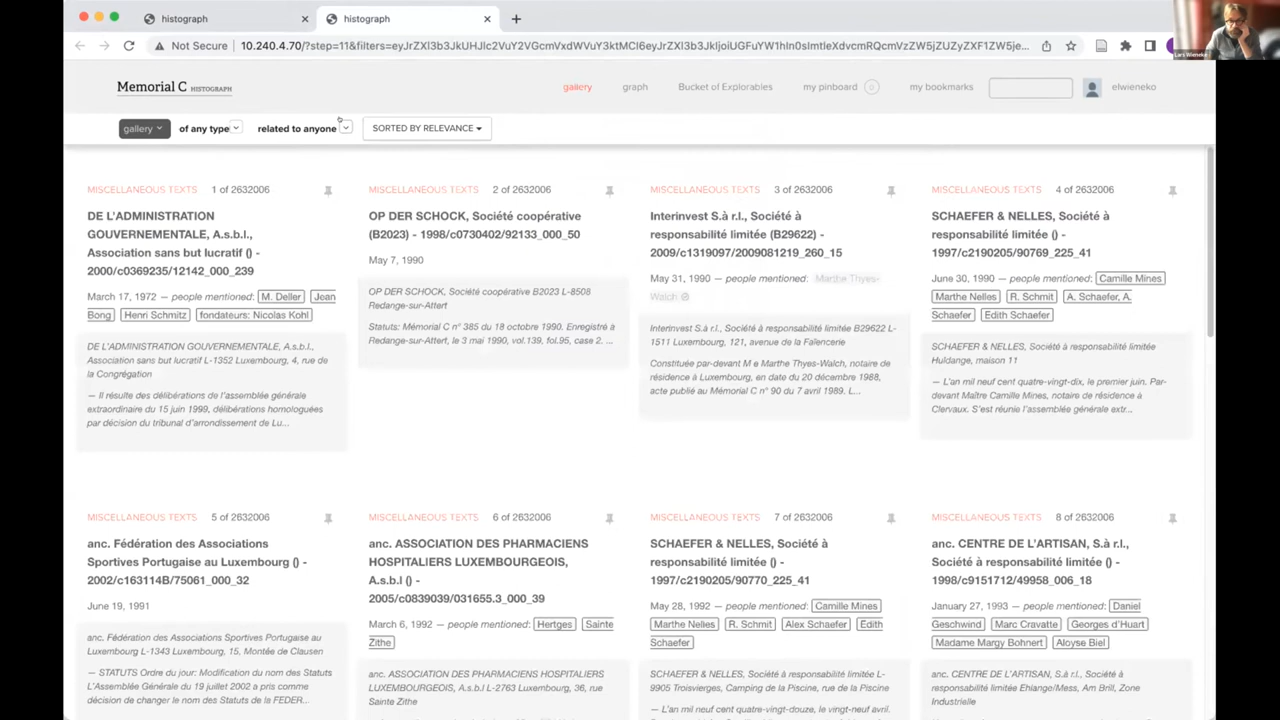 histograph
histograph
Lars Wieneke
Not Secure 10.240.4.70/?step=11&filters=eyJrZXl3b3JkUHJlc2VuY2VGcmVxdWVuY3ktMCI6eyJrZXl3b3JkIjoiUGFuYW1hIn0sImtleXdvcmRQcmVzZW5jZUZyZXF1ZW5je...
Memorial C HISTOGRAPH
gallery graph Bucket of Explorables my pinboard 0 my bookmarks elwieneko
gallery of any type related to anyone SORTED BY RELEVANCE
MISCELLANEOUS TEXTS 1 of 2632006
DE L'ADMINISTRATION
GOUVERNEMENTALE, A.s.b.l.,
Association sans but lucratif () -
2000/c0369235/12142_000_239
March 17, 1972 — people mentioned: M. Deller Jean
Bong Henri Schmitz fondateurs: Nicolas Kohl
DE L'ADMINISTRATION GOUVERNEMENTALE, A.s.b.l.,
Association sans but lucratif L-1352 Luxembourg, 4, rue de
la Congrégation
— Il résulte des délibérations de l'assemblée générale
extraordinaire du 15 juin 1999, délibérations homologuées
par décision du tribunal d'arrondissement de Lu...
MISCELLANEOUS TEXTS 2 of 2632006
OP DER SCHOCK, Société coopérative
(B2023) - 1998/c0730402/92133_000_50
May 7, 1990
OP DER SCHOCK, Société coopérative B2023 L-8508
Redange-sur-Attert
Statuts: Mémorial C n° 385 du 18 octobre 1990. Enregistré a
Redange-sur-Attert, le 3 mai 1990, vol.139, fol.95, case 2. ...
MISCELLANEOUS TEXTS 3 of 2632006
Interinvest S.à r.l., Société à
responsabilité limitée (B29622) -
2009/c1319097/2009081219_260_15
May 31, 1990 — people mentioned: Marthe Thyes-
Walch
Interinvest S.à r.l., Société à responsabilité limitée B29622 L-
1511 Luxembourg, 121, avenue de la Faïencerie
Constituée par-devant M e Marthe Thyes-Walch, notaire de
résidence à Luxembourg, en date du 20 décembre 1988,
acte publié au Mémorial C n° 90 du 7 avril 1989. L...
MISCELLANEOUS TEXTS 4 of 2632006
SCHAEFER & NELLES, Société à
responsabilité limitée () -
1997/c2190205/90769_225_41
June 30, 1990 — people mentioned: Camille Mines
Marthe Nelles R. Schmit A. Schaefer, A.
Schaefer Edith Schaefer
SCHAEFER & NELLES, Société à responsabilité limitée
Huldange, maison 11
— L'an mil neuf cent quatre-vingt-dix, le premier juin. Par-
devant Maître Camille Mines, notaire de résidence à
Clervaux. S'est réunie l'assemblée générale extr...
MISCELLANEOUS TEXTS 5 of 2632006
anc. Fédération des Associations
Sportives Portugaise au Luxembourg () -
2002/c163114B/75061_000_32
June 19, 1991
anc. Fédération des Associations Sportives Portugaise au
Luxembourg L-1343 Luxembourg, 15, Montée de Clausen
— STATUTS Ordre du jour: Modification du nom des Statuts
L'Assemblée Générale du 19 juillet 2002 a pris comme
décision de changer le nom des Statuts de la FEDER...
MISCELLANEOUS TEXTS 6 of 2632006
anc. ASSOCIATION DES PHARMACIENS
HOSPITALIERS LUXEMBOURGEOIS,
A.s.b.l () -
2005/c0839039/031655.3_000_39
March 6, 1992 — people mentioned: Hertges Sainte
Zithe
anc. ASSOCIATION DES PHARMACIENS HOSPITALIERS
LUXEMBOURGEOIS, A.s.b.l L-2763 Luxembourg, 36, rue
Sainte Zithe
MISCELLANEOUS TEXTS 7 of 2632006
SCHAEFER & NELLES, Société à
responsabilité limitée () -
1997/c2190205/90770_225_41
May 28, 1992 — people mentioned: Camille Mines
Marthe Nelles R. Schmit Alex Schaefer Edith
Schaefer
SCHAEFER & NELLES, Société à responsabilité limitée L-
9905 Troisvierges, Camping de la Piscine, rue de la Piscine
— L'an mil neuf cent quatre-vingt-douze, le vingt-neuf avril.
MISCELLANEOUS TEXTS 8 of 2632006
anc. CENTRE DE L'ARTISAN, S.à r.l.,
Société à responsabilité limitée () -
1998/c9151712/49958_006_18
January 27, 1993 — people mentioned: Daniel
Geschwind Marc Cravatte Georges d'Huart
Madame Margy Bohnert Aloyse Biel
anc. CENTRE DE L'ARTISAN, S.à r.l., Société à
responsabilité limitée Ehlange/Mess, Am Brill, Zone
Industrielle